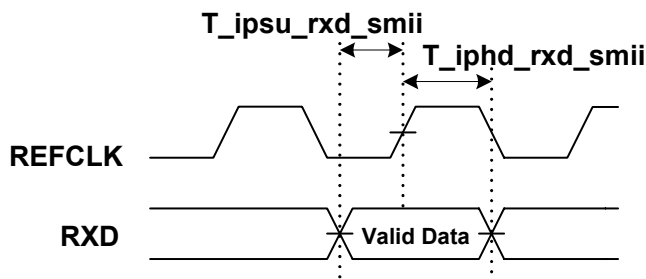 T_ipsu_rxd_smii
T_iphd_rxd_smii
REFCLK
RXD
Valid Data